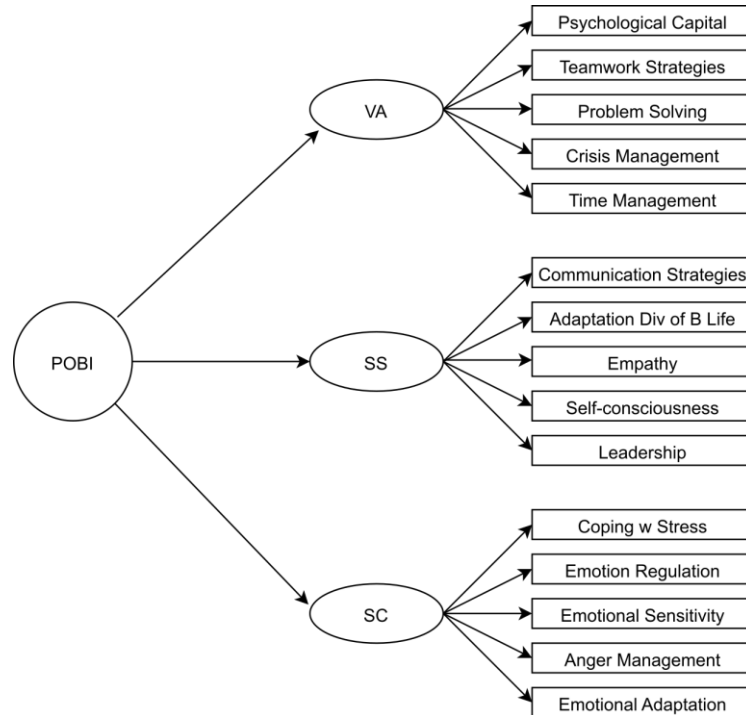 Psychological Capital
Teamwork Strategies
VA
Problem Solving
Crisis Management
Time Management
Communication Strategies
Adaptation Div of B Life
POBI
SS
Empathy
Self-consciousness
Leadership
Coping w Stress
Emotion Regulation
SC
Emotional Sensitivity
Anger Management
Emotional Adaptation